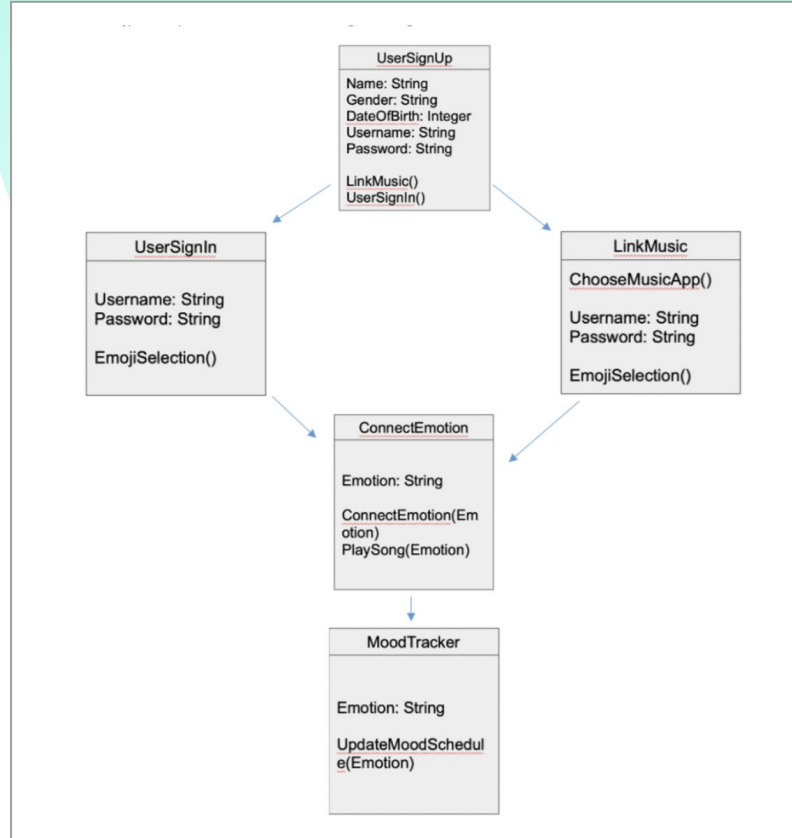 UserSignUp
Name: String
Gender: String
DateOfBirth: Integer
Username: String
Password: String
LinkMusic()
UserSignIn()
UserSignIn
Username: String
Password: String
EmojiSelection()
LinkMusic
ChooseMusicApp()
Username: String
Password: String
EmojiSelection()
ConnectEmotion
Emotion: String
ConnectEmotion(Em
otion)
PlaySong(Emotion)
MoodTracker
Emotion: String
UpdateMoodSchedul
e(Emotion)